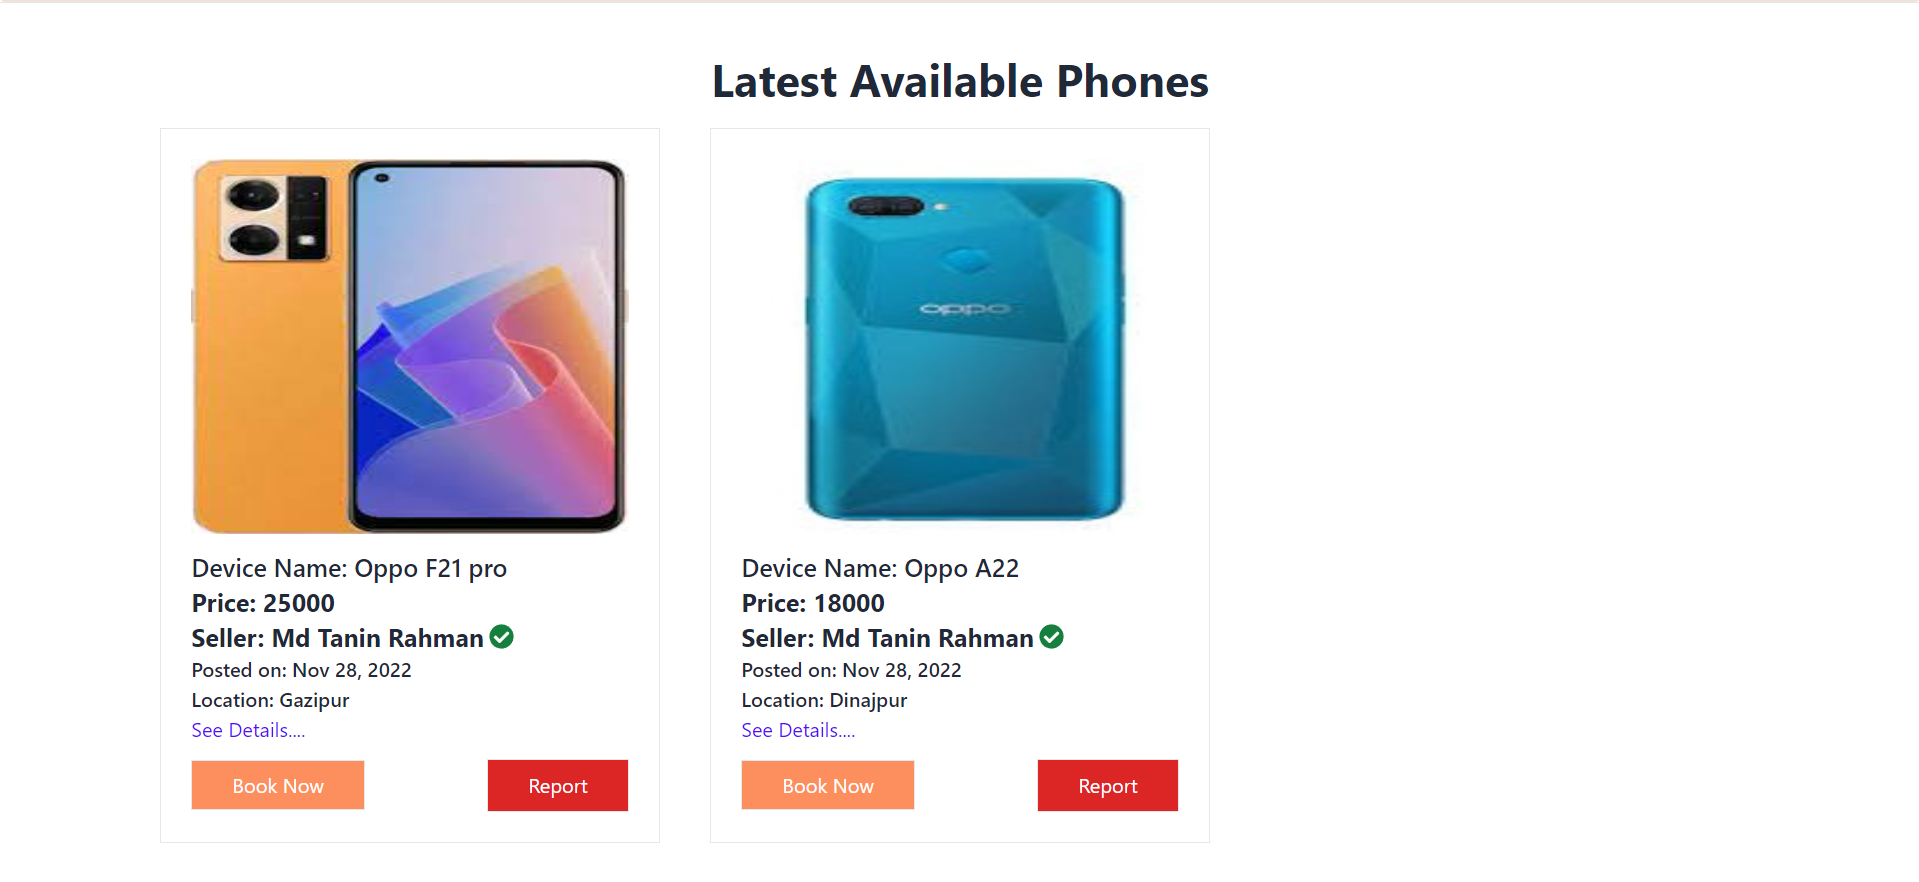 Latest Available Phones
Device Name: Oppo F21 pro
Price: 25000
Seller: Md Tanin Rahman
Posted on: Nov 28, 2022
Location: Gazipur
See Details....
Book Now
Report
oppo
Device Name: Oppo A22
Price: 18000
Seller: Md Tanin Rahman
Posted on: Nov 28, 2022
Location: Dinajpur
See Details....
Book Now
Report